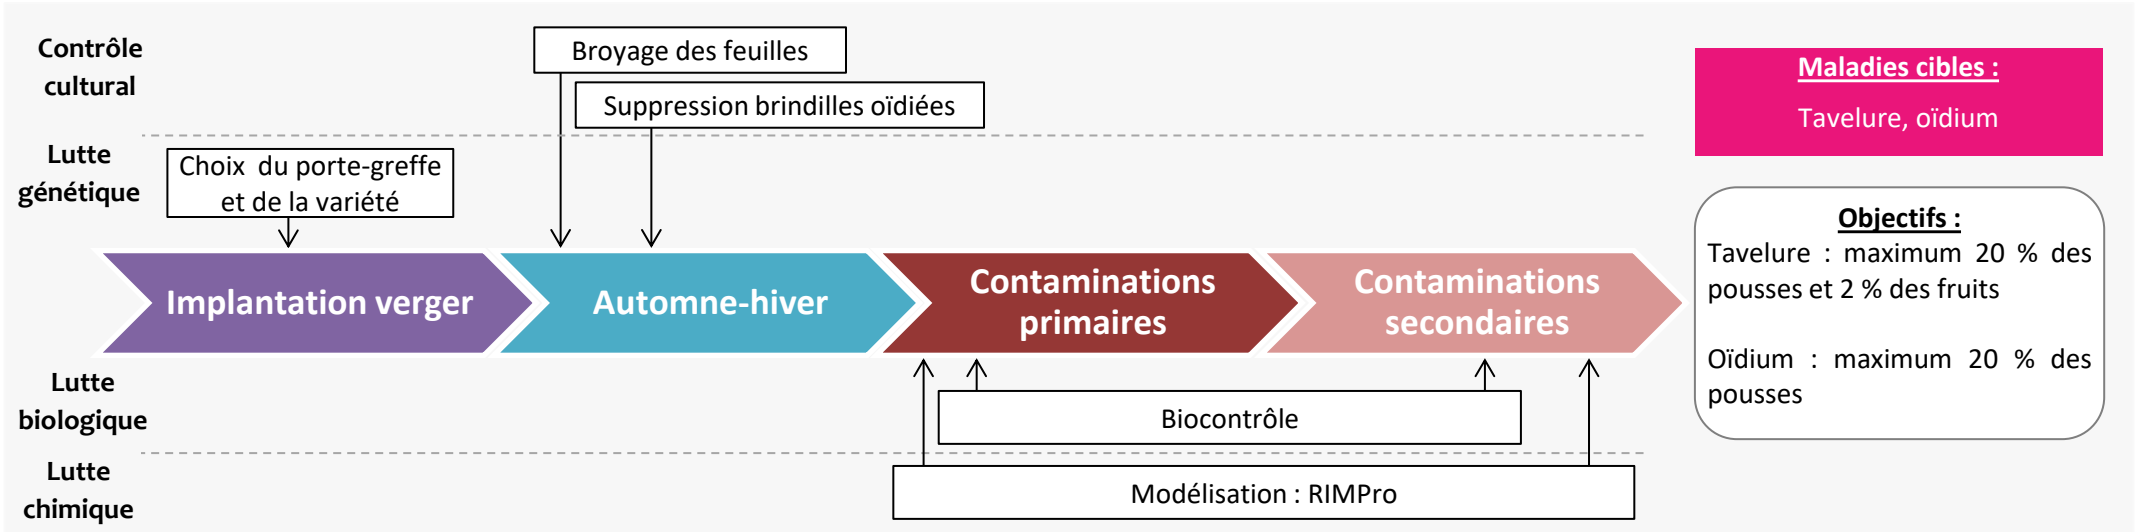 Contrôle
cultural
Broyage des feuilles
Suppression brindilles oïdiées
Lutte
génétique
Choix du porte-greffe
et de la variété
Implantation verger
Automne-hiver
Contaminations
primaires
Contaminations
secondaires
Lutte
biologique
Biocontrôle
Lutte
chimique
Modélisation : RIMPro
Maladies cibles :
Tavelure, oïdium
Objectifs :
Tavelure : maximum 20 % des
pousses et 2 % des fruits
Oïdium : maximum 20 % des
pousses